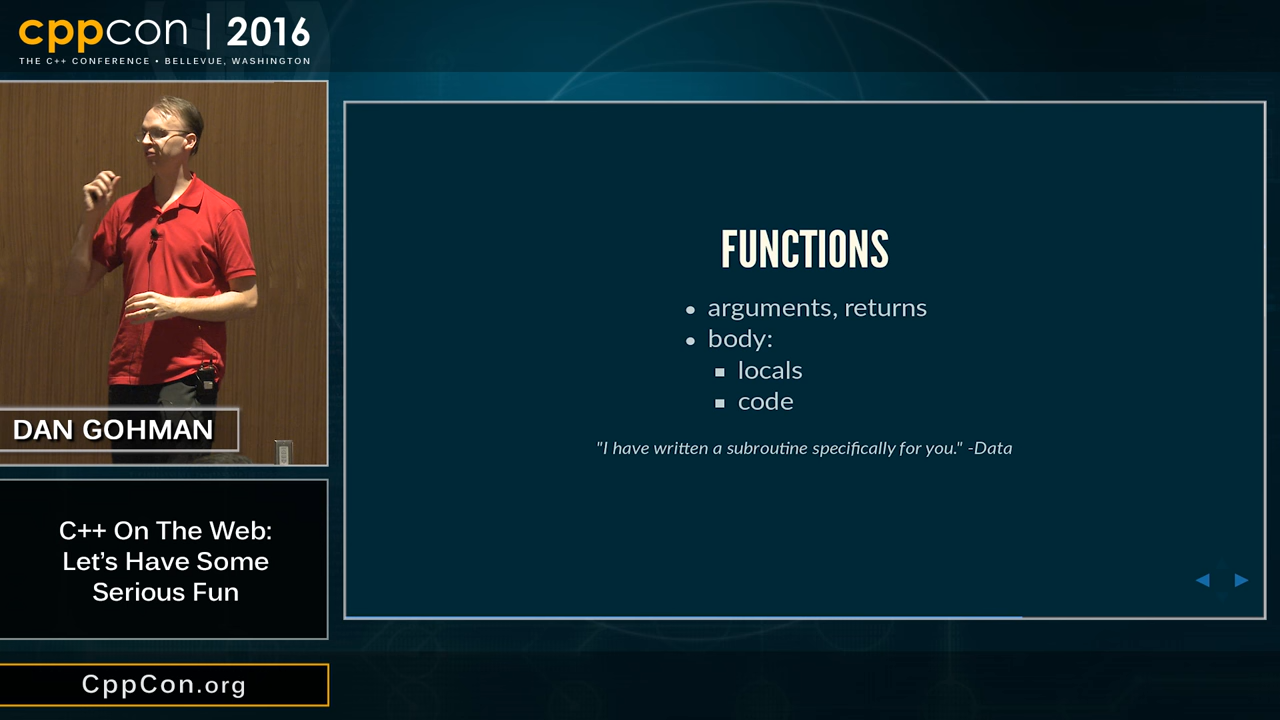 cppcon | 2016
THE C++ CONFERENCE • BELLEVUE, WASHINGTON
DAN GOHMAN
C++ On The Web:
Let's Have Some
Serious Fun
CppCon.org
FUNCTIONS
• arguments, returns
• body:
▪ locals
▪ code
"I have written a subroutine specifically for you." -Data